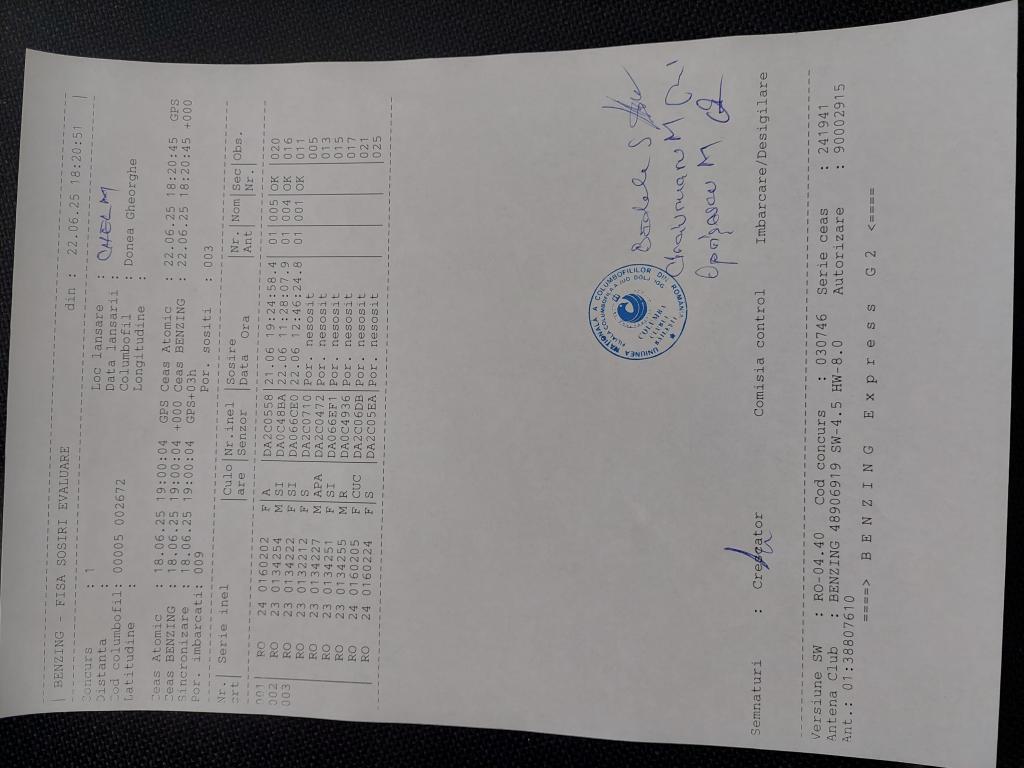 | BENZING - FISA SOSIRI EVALUARE din : 22.06.25 18:20:51 |
Concurs : 1 Loc lansare : CHELM
Distanta : Data lansarii :
Cod columbofil: 00005 002672 Columbofil : Donea Gheorghe
Latitudine : Longitudine :
Ceas Atomic : 18.06.25 19:00:04 GPS Ceas Atomic : 22.06.25 18:20:45 GPS
Ceas BENZING : 18.06.25 19:00:04 +000 Ceas BENZING : 22.06.25 18:20:45 +000
Sincronizare : 18.06.25 19:00:04 GPS+03h
Por. imbarcati: 009 Por. sositi : 003
Nr. | Serie inel |Culo|Nr.inel |Sosire |Nr. |Nom|Sec|Obs.
crt| |are |Senzor |Data Ora |Ant | |Nr.|
001| RO 24 0160202 F A |DA2C0558|21.06 19:24:58.4 01|005|OK |020
002| RO 23 0134254 M SI |DA0C48BA|22.06 11:28:07.9 01|004|OK |016
003| RO 23 0134222 F SI |DA066CED|22.06 12:46:24.8 01|001|OK |011
RO 23 0132212 F S |DA2C0710|Por. nesosit |005
RO 23 0134227 M APA |DA2C0472|Por. nesosit |013
RO 23 0134251 F SI |DA066EF1|Por. nesosit |015
RO 23 0134255 M R |DA0C4936|Por. nesosit |017
RO 24 0160205 F CUC |DA2C06DB|Por. nesosit |021
RO 24 0160224 F S |DA2C05EA|Por. nesosit |025
UNIUNEA NATIONALA A COLUMBOFILILOR DIN ROMANIA
Semnaturi : Crescator Comisia control Imbarcare/Desigilare
Versiune SW : RO-04.40 Cod concurs : 030746 Serie ceas : 241941
Antena Club : BENZING 48906919 SW-4.5 HW-8.0 Autorizare : 90002915
Ant.: 01:38807610
====> B E N Z I N G E x p r e s s G 2 <====